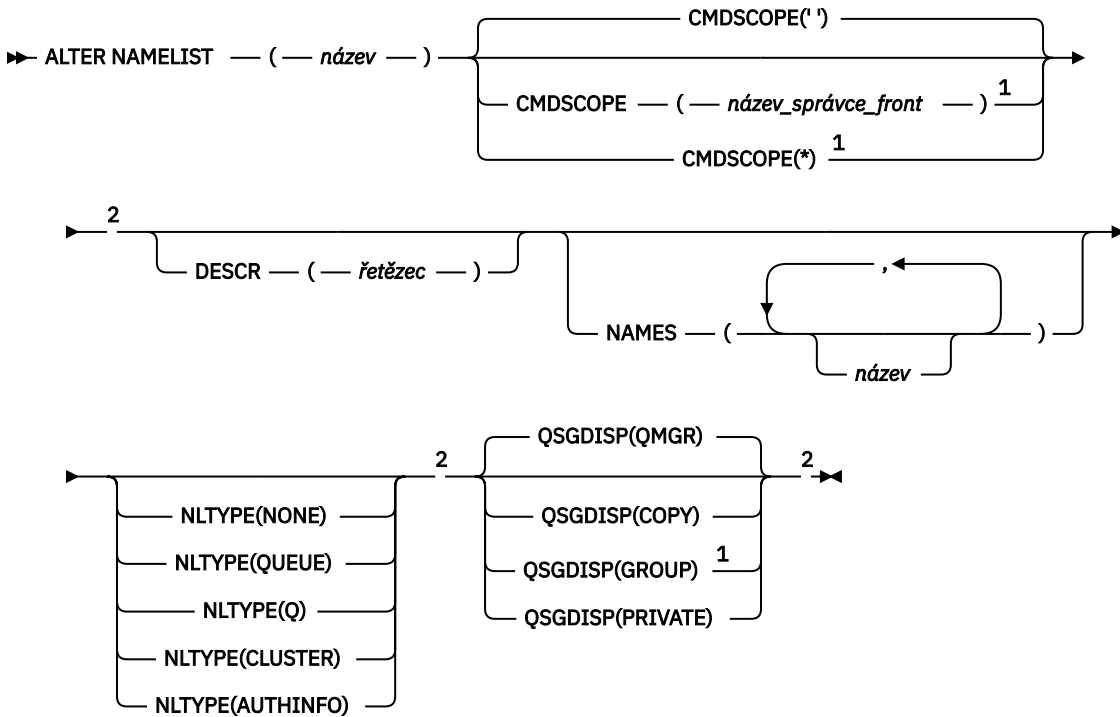 CMDSCOPE(' ')
ALTER NAMELIST ( název )
CMDSCOPE ( název_správce_front ) 1
CMDSCOPE(*) 1
2
DESCR ( řetězec )
,
NAMES ( název )
QSGDISP(QMGR)
2 2
NLTYPE(NONE) QSGDISP(COPY)
NLTYPE(QUEUE) QSGDISP(GROUP) 1
NLTYPE(Q) QSGDISP(PRIVATE)
NLTYPE(CLUSTER)
NLTYPE(AUTHINFO)